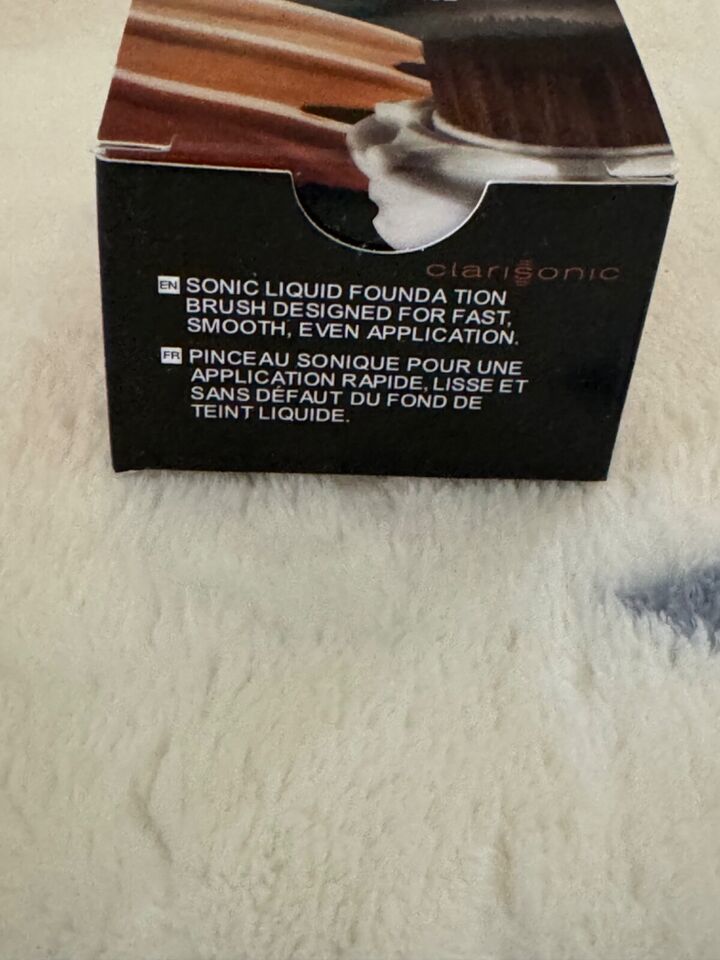 clarisonic
EN SONIC LIQUID FOUNDA TION
BRUSH DESIGNED FOR FAST,
SMOOTH, EVEN APPLICATION.
FR PINCEAU SONIQUE POUR UNE
APPLICATION RAPIDE, LISSE ET
SANS DÉFAUT DU FOND DE
TEINT LIQUIDE.